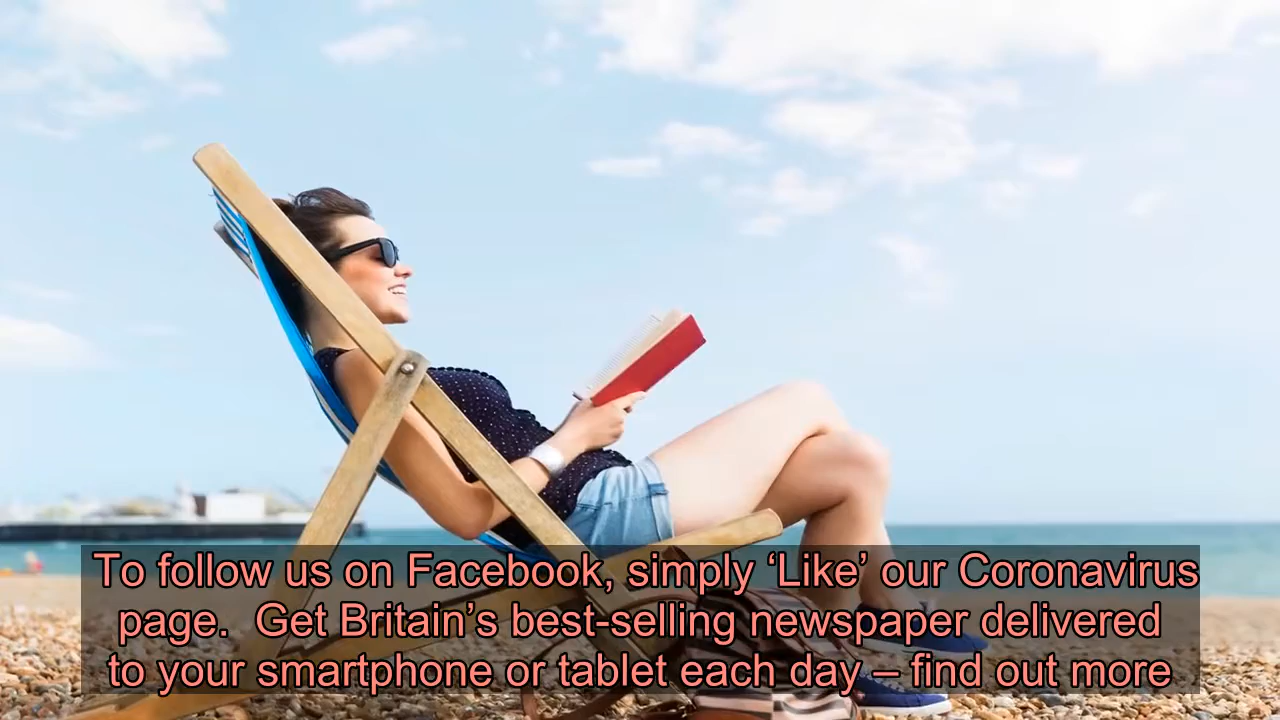 To follow us on Facebook, simply ‘Like’ our Coronavirus
page.  Get Britain’s best-selling newspaper delivered
to your smartphone or tablet each day – find out more